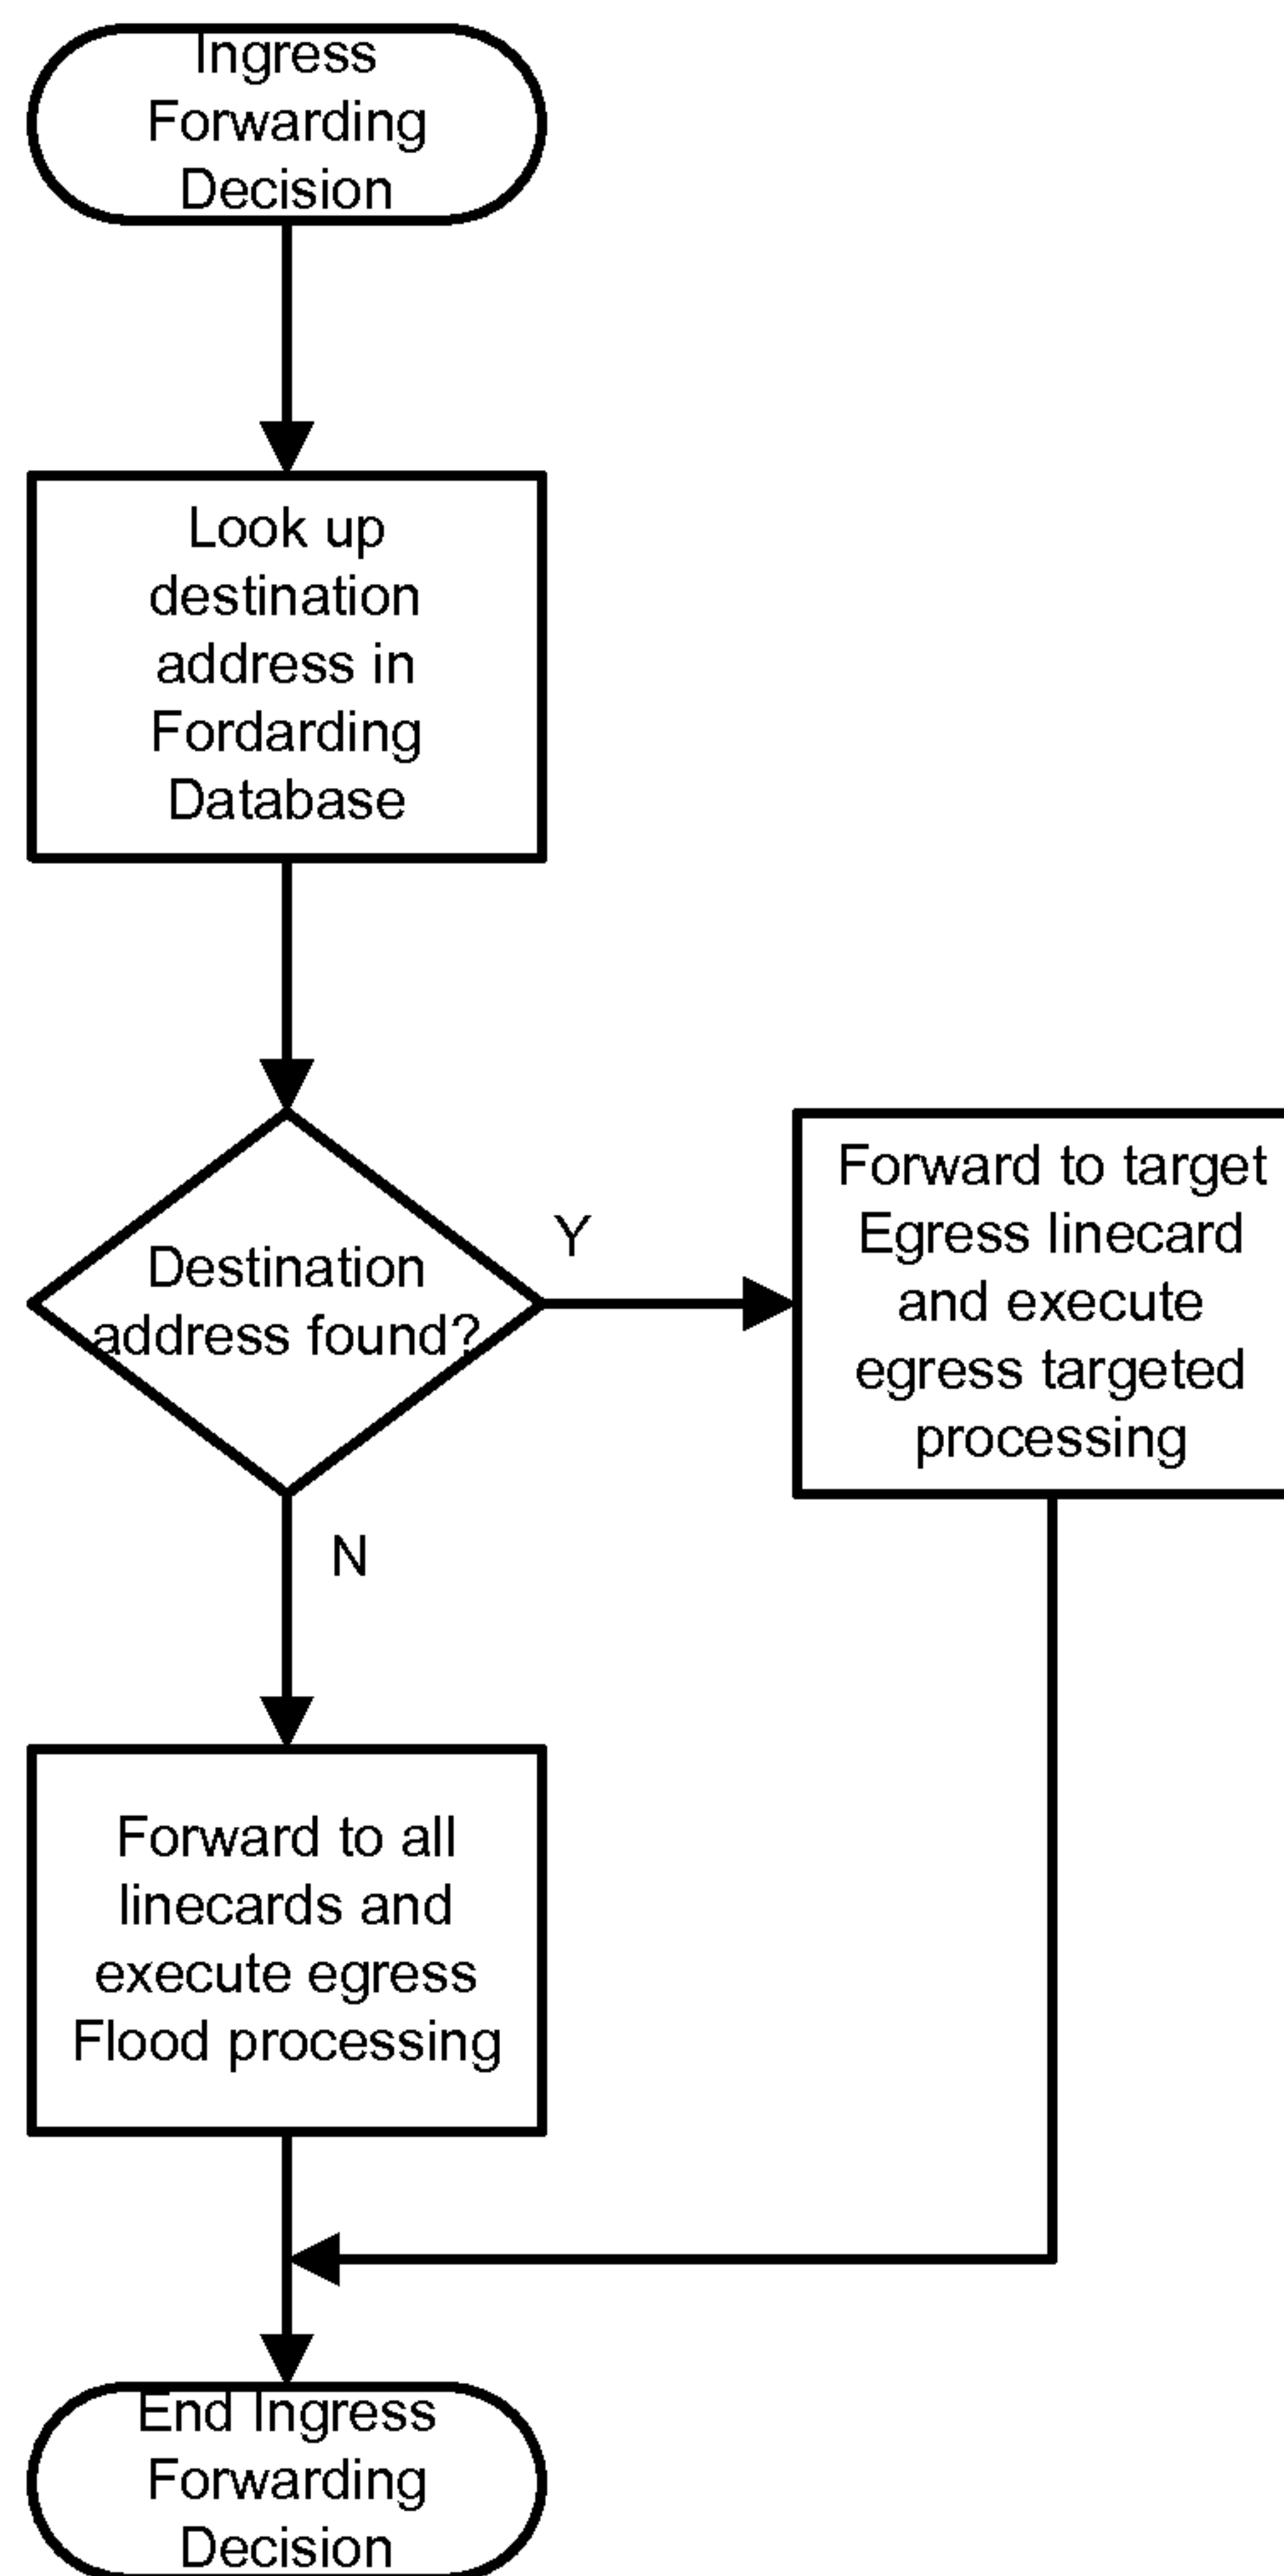 Ingress
Forwarding
Decision
Look up
destination
address in
Fordarding
Database
Destination
address found?
Y
Forward to target
Egress linecard
and execute
egress targeted
processing
N
Forward to all
linecards and
execute egress
Flood processing
End Ingress
Forwarding
Decision